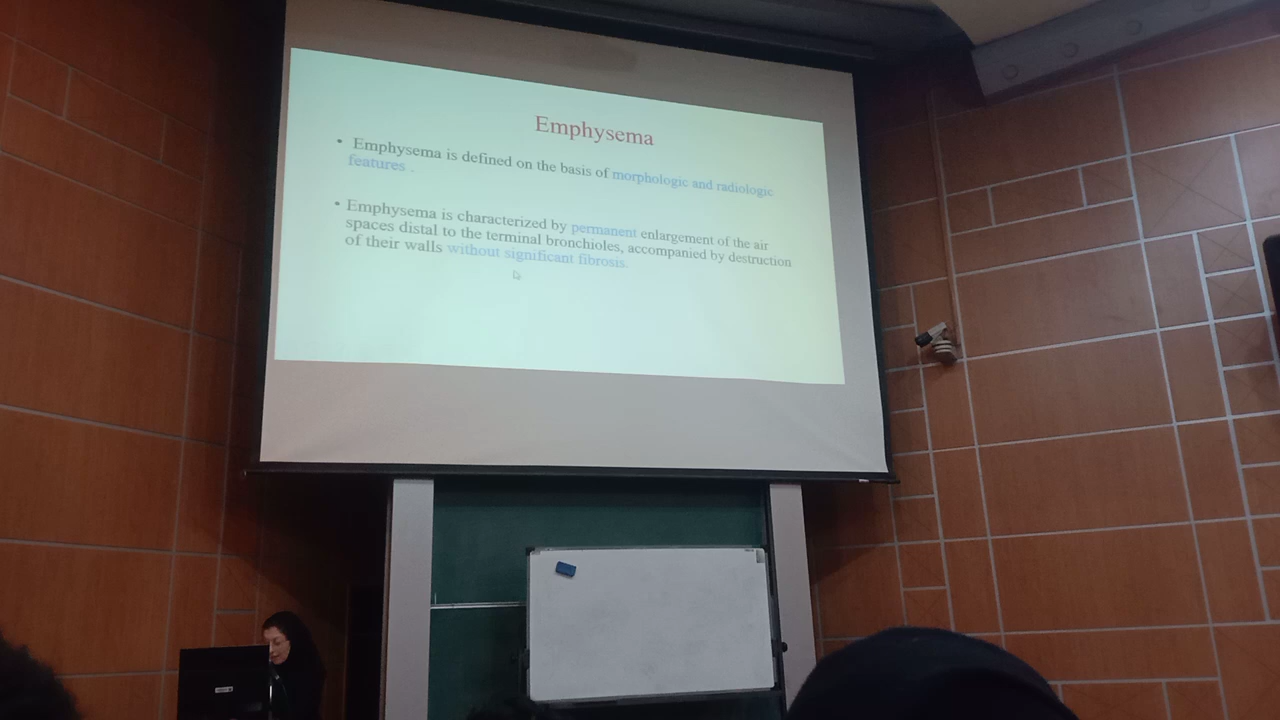 Emphysema
• Emphysema is defined on the basis of morphologic and radiologic
features .
• Emphysema is characterized by permanent enlargement of the air
spaces distal to the terminal bronchioles, accompanied by destruction
of their walls without significant fibrosis.